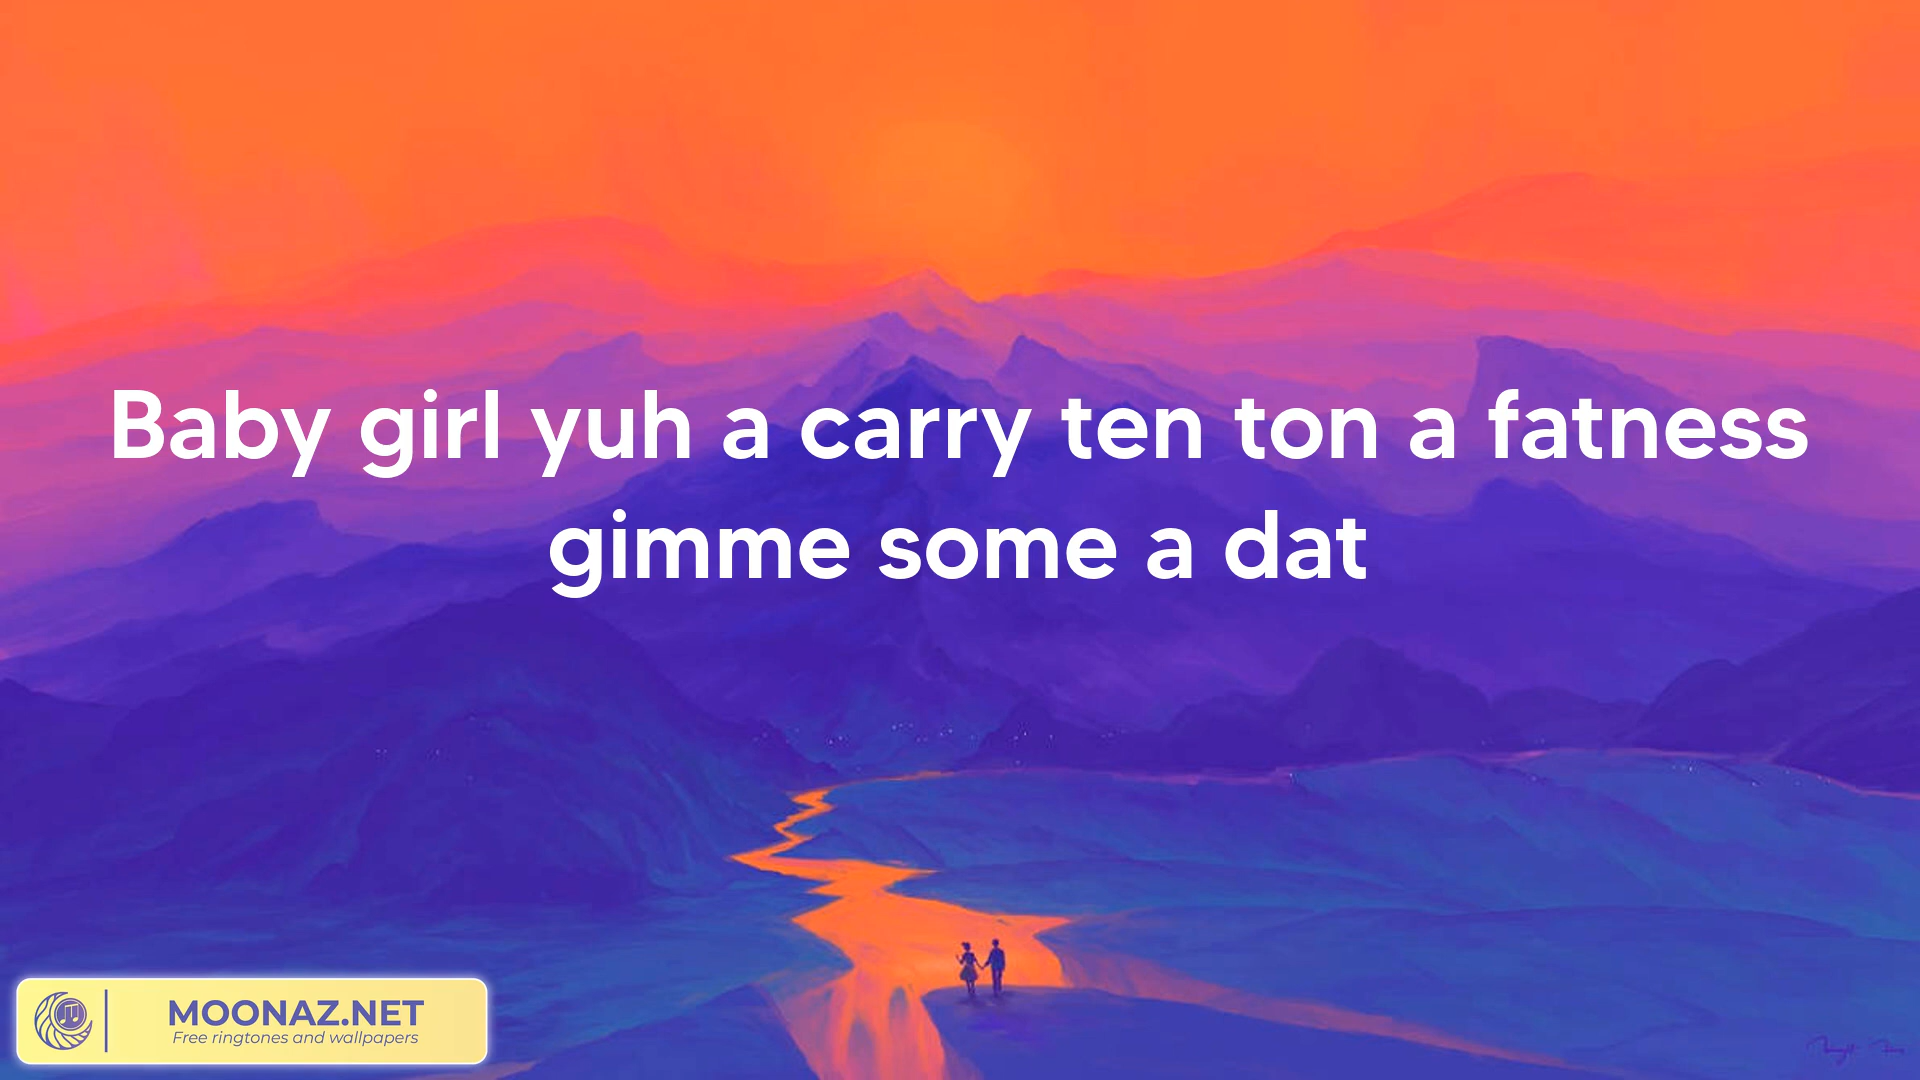 Baby girl yuh a carry ten ton a fatness
gimme some a dat
MOONAZ.NET
Free ringtones and wallpapers